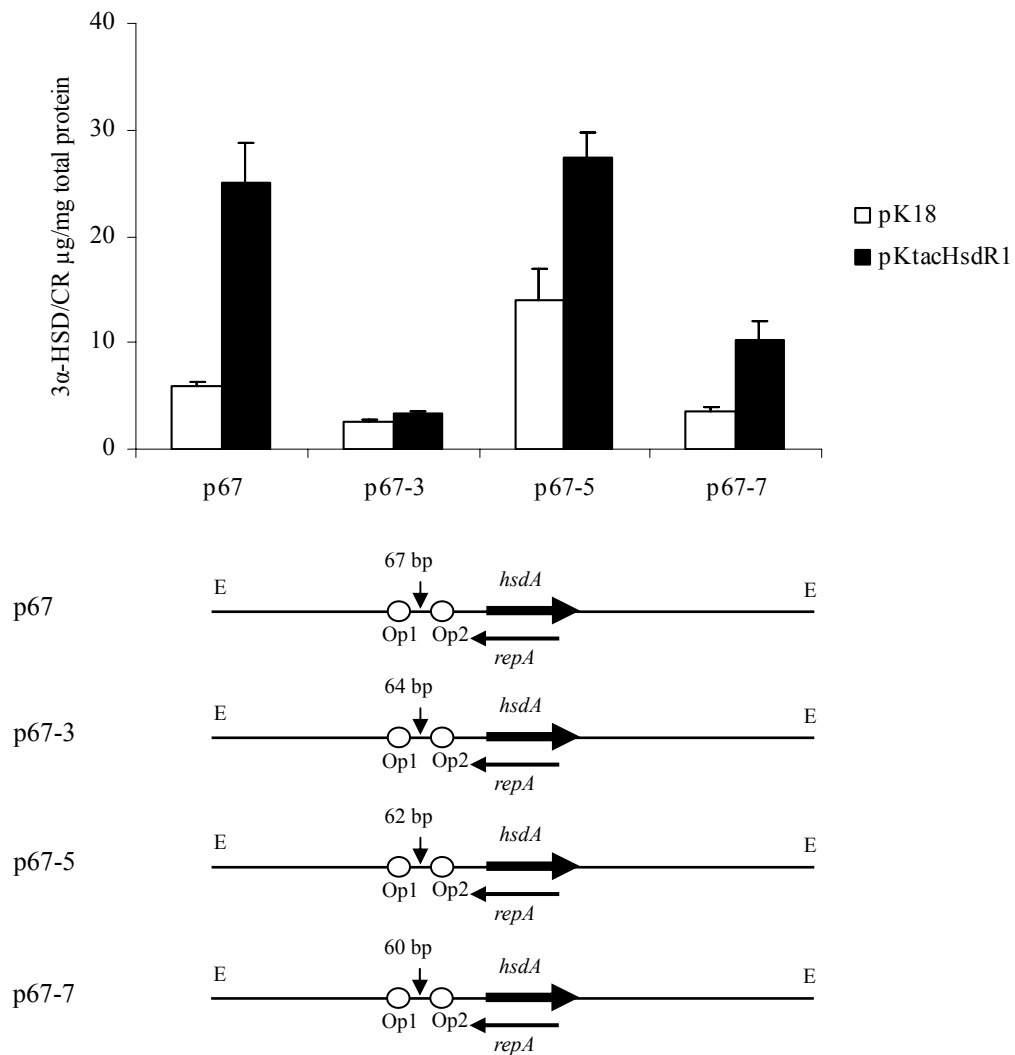 3α-HSD/CR µg/mg total protein
40
30
20
10
0
p67
p67-3
p67-5
p67-7
pK18
pKtacHsdR1
p67
E
67 bp
hsdA
E
Op1
Op2
repA
p67-3
E
64 bp
hsdA
E
Op1
Op2
repA
p67-5
E
62 bp
hsdA
E
Op1
Op2
repA
p67-7
E
60 bp
hsdA
E
Op1
Op2
repA